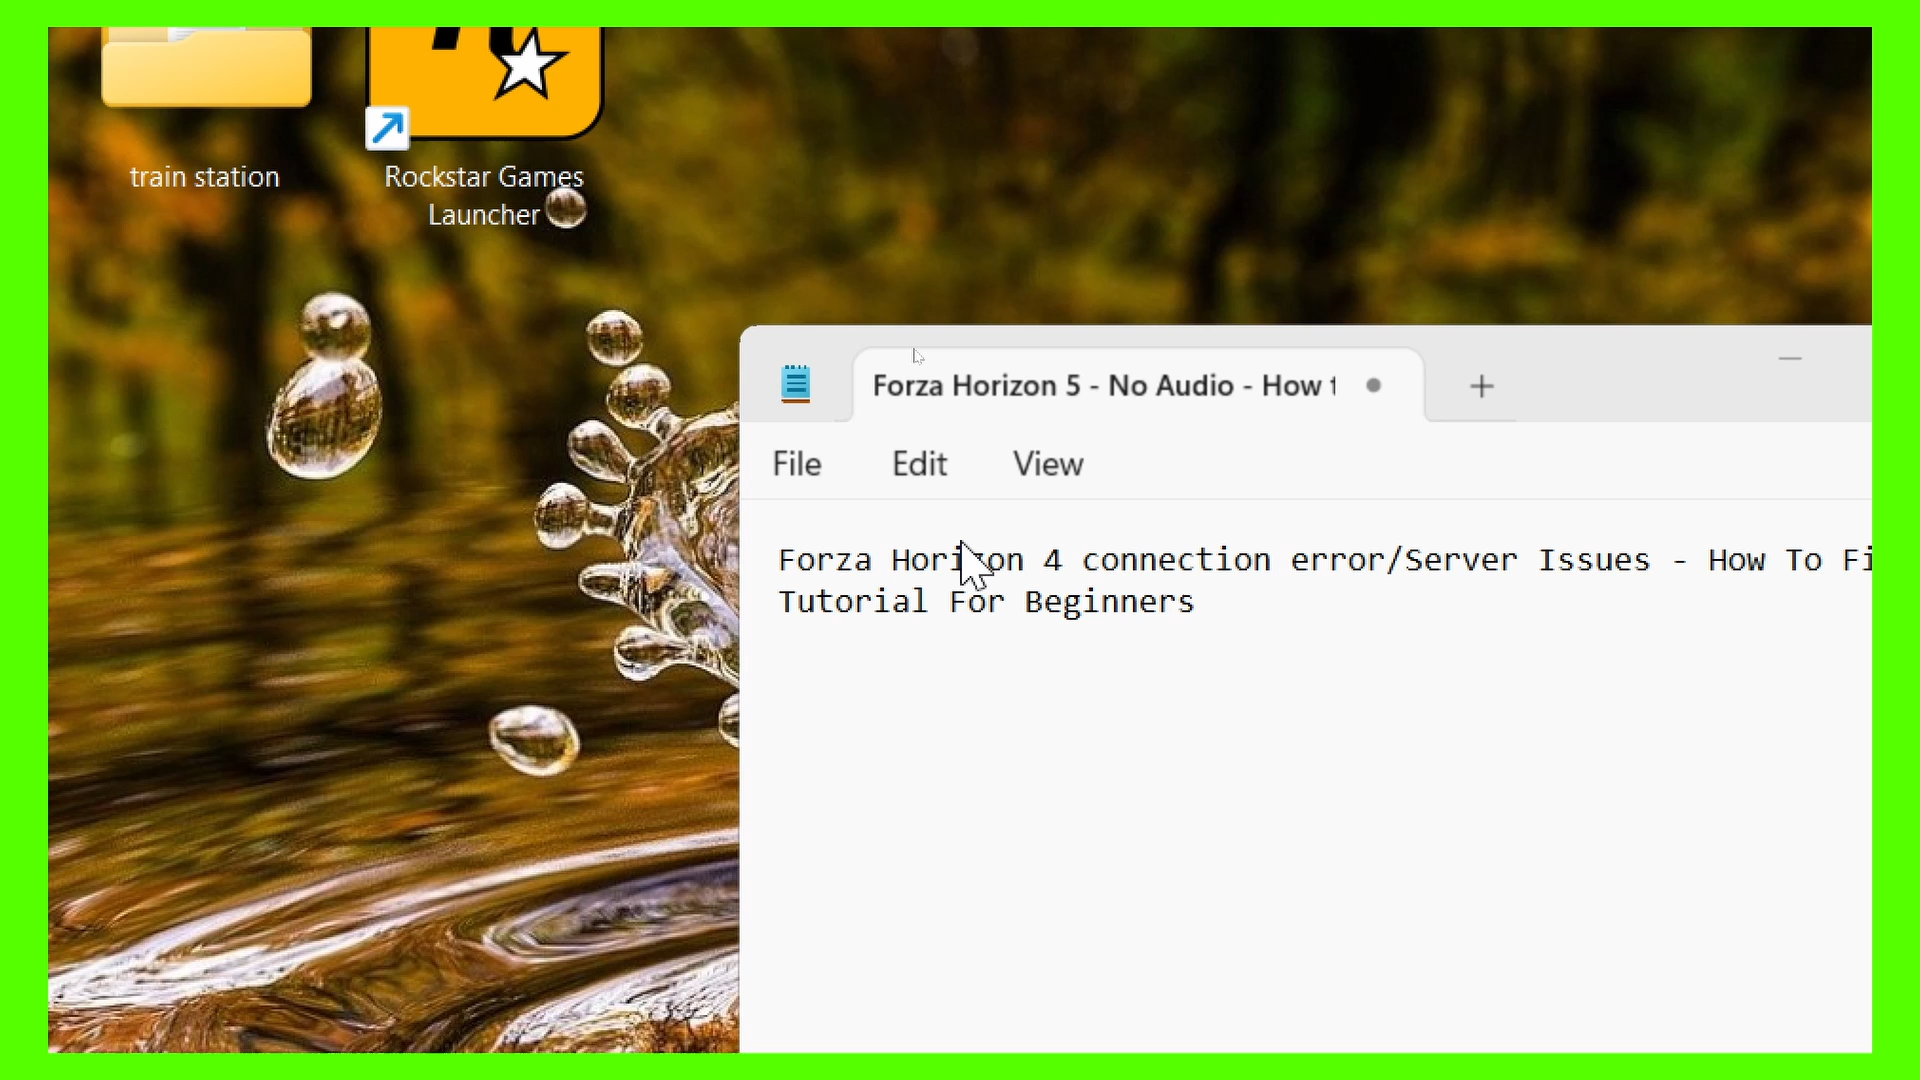 train station
Rockstar Games
Launcher
Forza Horizon 5 - No Audio - How t
File Edit View
Forza Horizon 4 connection error/Server Issues - How To Fi
Tutorial For Beginners